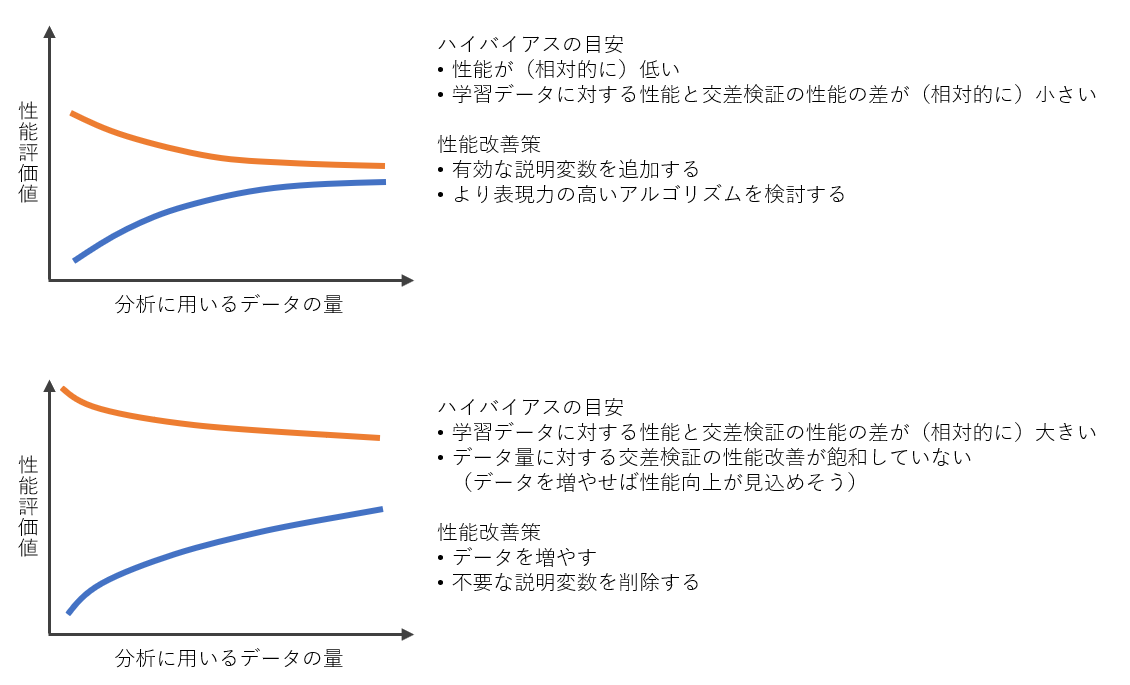 ハイバイアスの目安
• 性能が（相対的に）低い
• 学習データに対する性能と交差検証の性能の差が（相対的に）小さい
性能改善策
• 有効な説明変数を追加する
• より表現力の高いアルゴリズムを検討する
性能評価値
分析に用いるデータの量
ハイバイアスの目安
• 学習データに対する性能と交差検証の性能の差が（相対的に）大きい
• データ量に対する交差検証の性能改善が飽和していない
（データを増やせば性能向上が見込めそう）
性能改善策
• データを増やす
• 不要な説明変数を削除する
性能評価値
分析に用いるデータの量